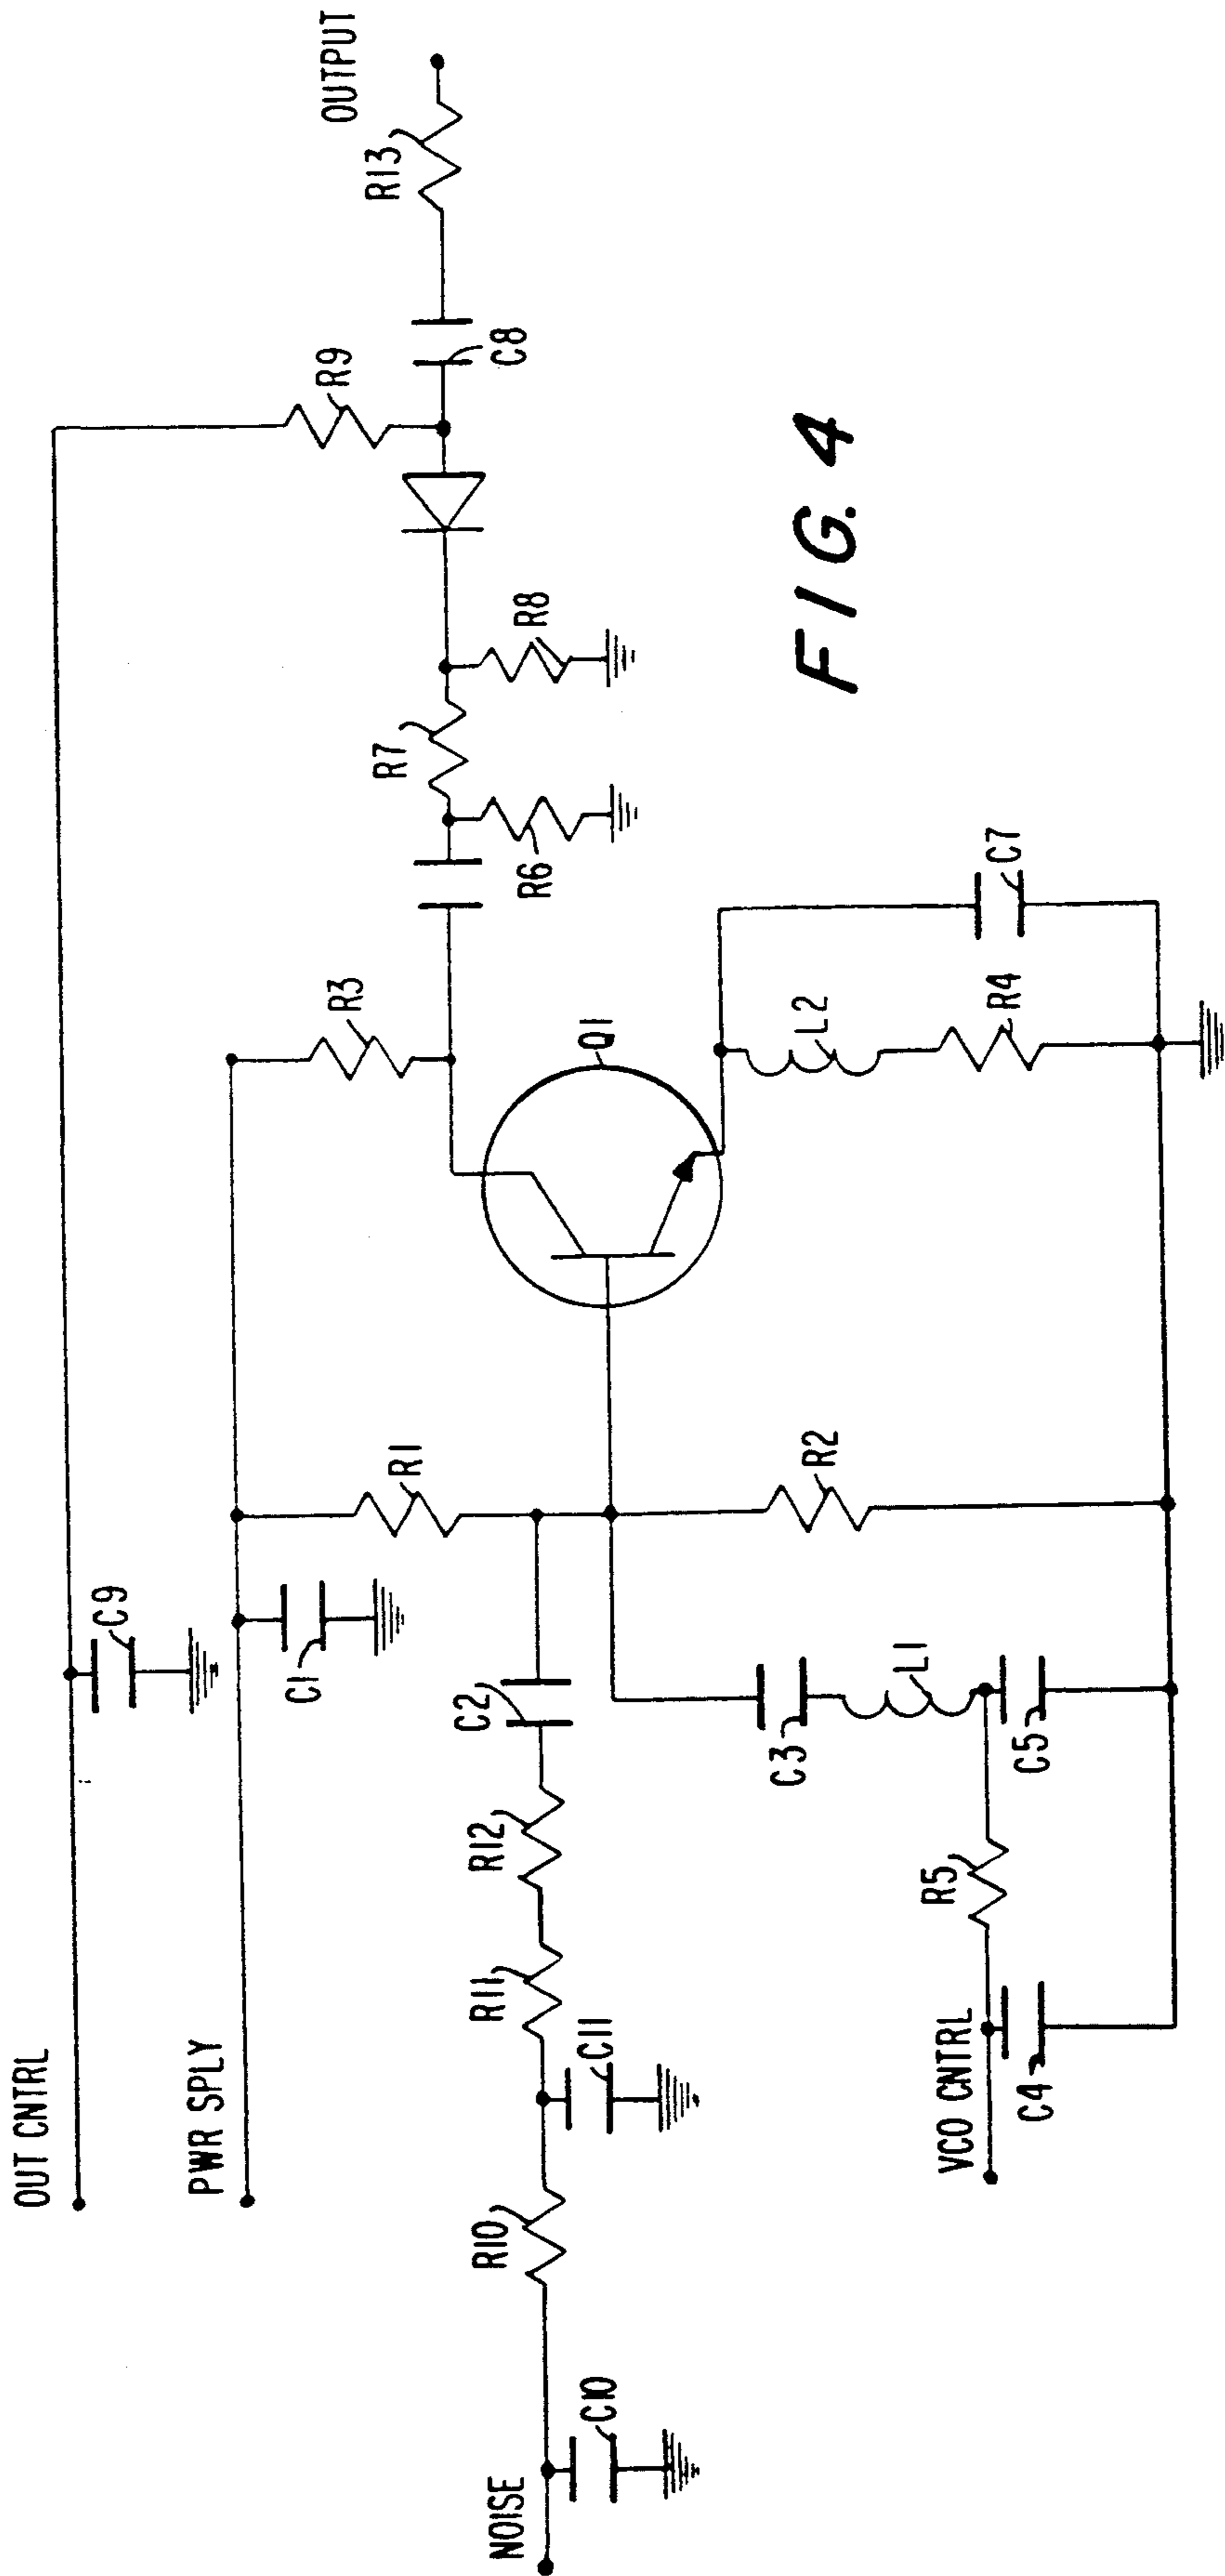 OUT CNTRL
C9
PWR SPLY
C1
R1
R3
R9
OUTPUT
R13
C8
R7
R8
R6
NOISE
C10
R10
C11
R11
R12
C2
Q1
L2
R4
C7
R2
C3
L1
C5
R5
VCO CNTRL
C4
FIG. 4